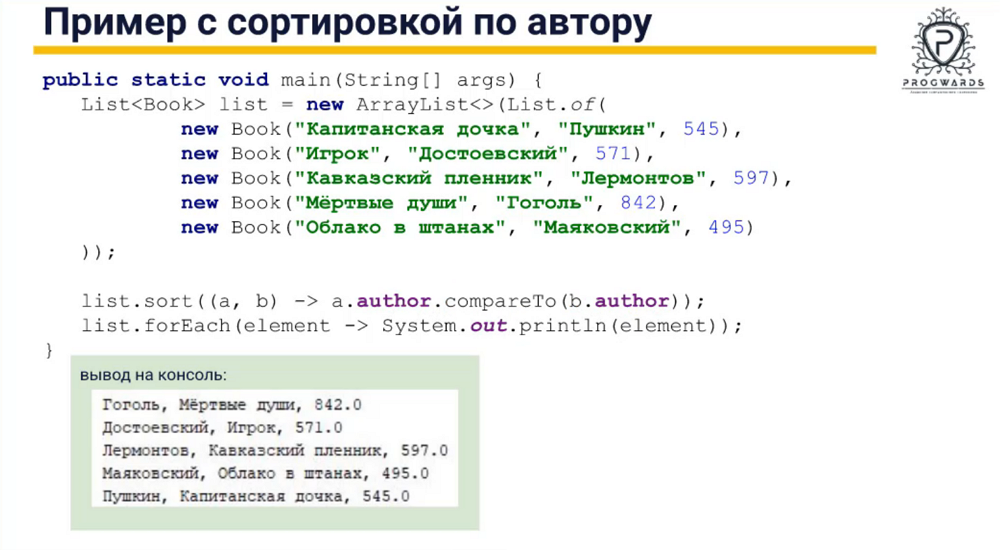 Пример с сортировкой по автору
PROGWARDS
public static void main(String[] args) {
List<Book> list = new ArrayList<>(List.of(
new Book("Капитанская дочка", "Пушкин", 545),
new Book("Игрок", "Достоевский", 571),
new Book("Кавказский пленник", "Лермонтов", 597),
new Book("Мёртвые души", "Гоголь", 842),
new Book("Облако в штанах", "Маяковский", 495)
));
list.sort((a, b) -> a.author.compareTo(b.author));
list.forEach(element -> System.out.println(element));
}
вывод на консоль:
Гоголь, Мёртвые души, 842.0
Достоевский, Игрок, 571.0
Лермонтов, Кавказский пленник, 597.0
Маяковский, Облако в штанах, 495.0
Пушкин, Капитанская дочка, 545.0